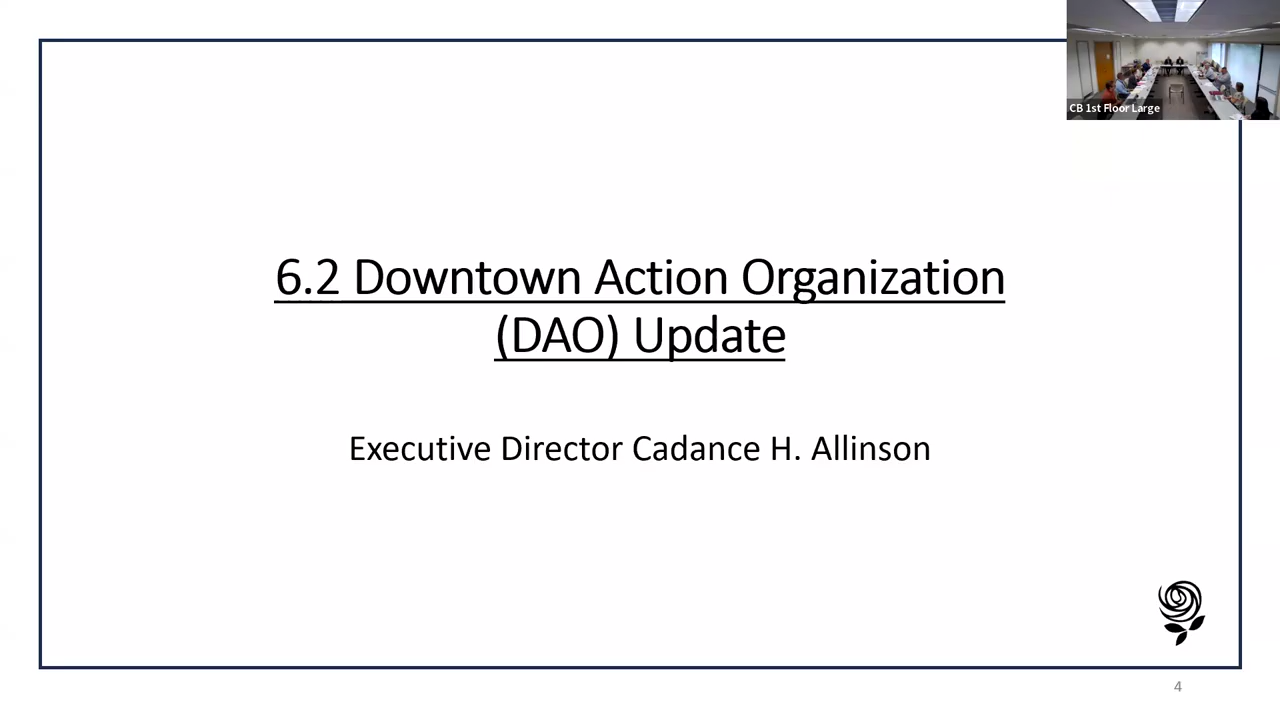 CB 1st Floor Large
6.2 Downtown Action Organization
(DAO) Update
Executive Director Cadance H. Allinson
4